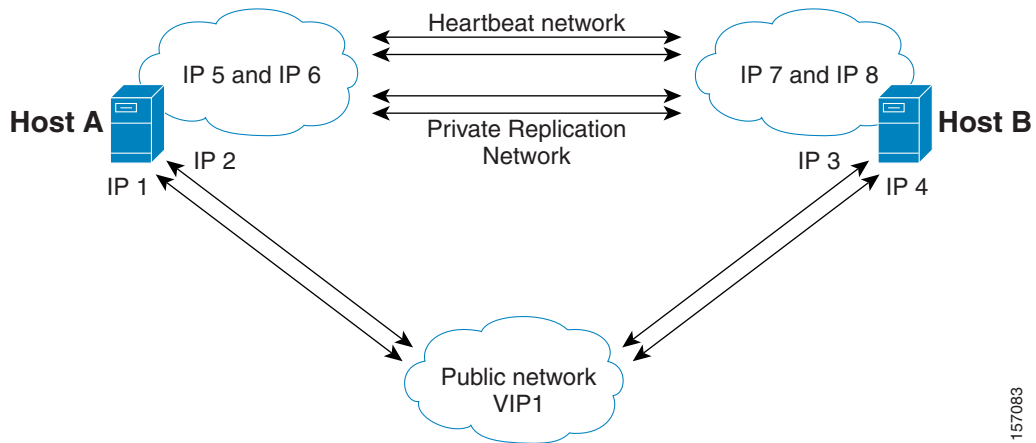 Heartbeat network
IP 5 and IP 6
IP 7 and IP 8
Host A
Private Replication
Network
Host B
IP 2
IP 3
IP 1
IP 4
Public network
VIP1
157083